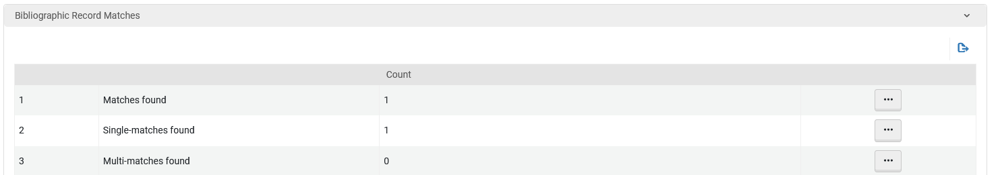 Bibliographic Record Matches
Count
1 Matches found 1
2 Single-matches found 1
3 Multi-matches found 0